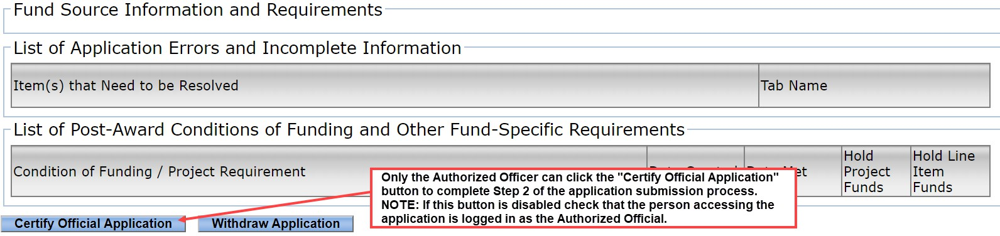 Fund Source Information and Requirements
List of Application Errors and Incomplete Information
Item(s) that Need to be Resolved
Tab Name
List of Post-Award Conditions of Funding and Other Fund-Specific Requirements
Condition of Funding / Project Requirement
Hold
Project
Funds
Hold Line
Item
Funds
Only the Authorized Officer can click the "Certify Official Application"
button to complete Step 2 of the application submission process.
NOTE: If this button is disabled check that the person accessing the
application is logged in as the Authorized Official.
Certify Official Application
Withdraw Application